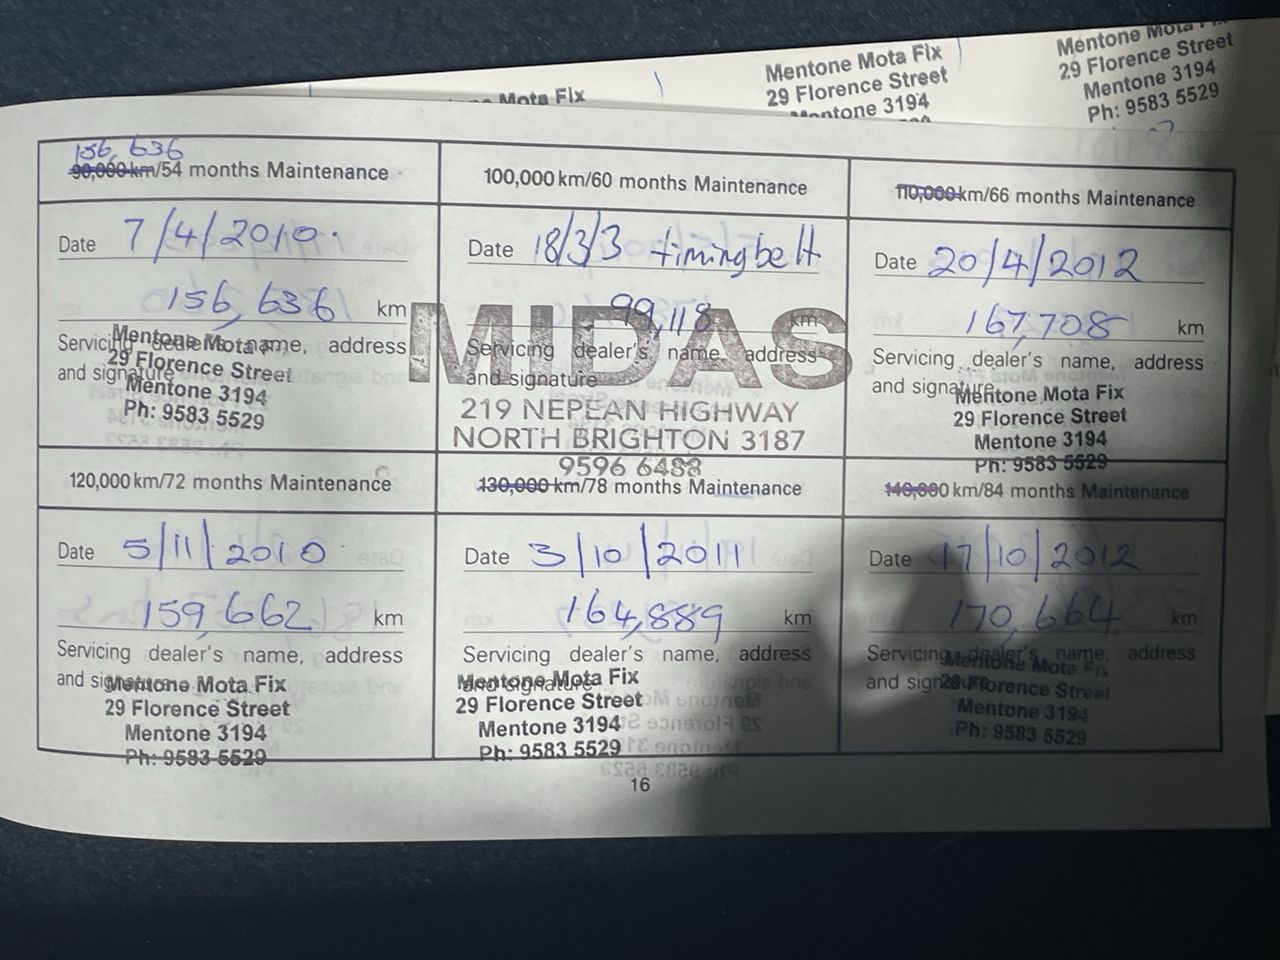 Mota Fix
Mentone Mota Fix
29 Florence Street
Mentone 3194
Mentone Mota Fix
29 Florence Street
Mentone 3194
Ph: 9583 5529
156,636
90,000 km/54 months Maintenance
Date 7/4/2010
156,636 km
Servicing dealer's name, address
and signature
Mentone Mota Fix
29 Florence Street
Mentone 3194
Ph: 9583 5529
100,000 km/60 months Maintenance
Date 18/3/3 timing belt
99,118 km
Servicing dealer's name, address
and signature
MIDAS
219 NEPEAN HIGHWAY
NORTH BRIGHTON 3187
9596 6488
110,000 km/66 months Maintenance
Date 20/4/2012
167,708 km
Servicing dealer's name, address
and signature
Mentone Mota Fix
29 Florence Street
Mentone 3194
Ph: 9583 5529
120,000 km/72 months Maintenance
Date 5/11/2010
159,662 km
Servicing dealer's name, address
and signature
Mentone Mota Fix
29 Florence Street
Mentone 3194
Ph: 9583 5529
130,000 km/78 months Maintenance
Date 3/10/2011
164,889 km
Servicing dealer's name, address
and signature
Mentone Mota Fix
29 Florence Street
Mentone 3194
Ph: 9583 5529
140,000 km/84 months Maintenance
Date 17/10/2012
170,664 km
Servicing dealer's name, address
and signature
Mentone Mota Fix
29 Florence Street
Mentone 3194
Ph: 9583 5529
16